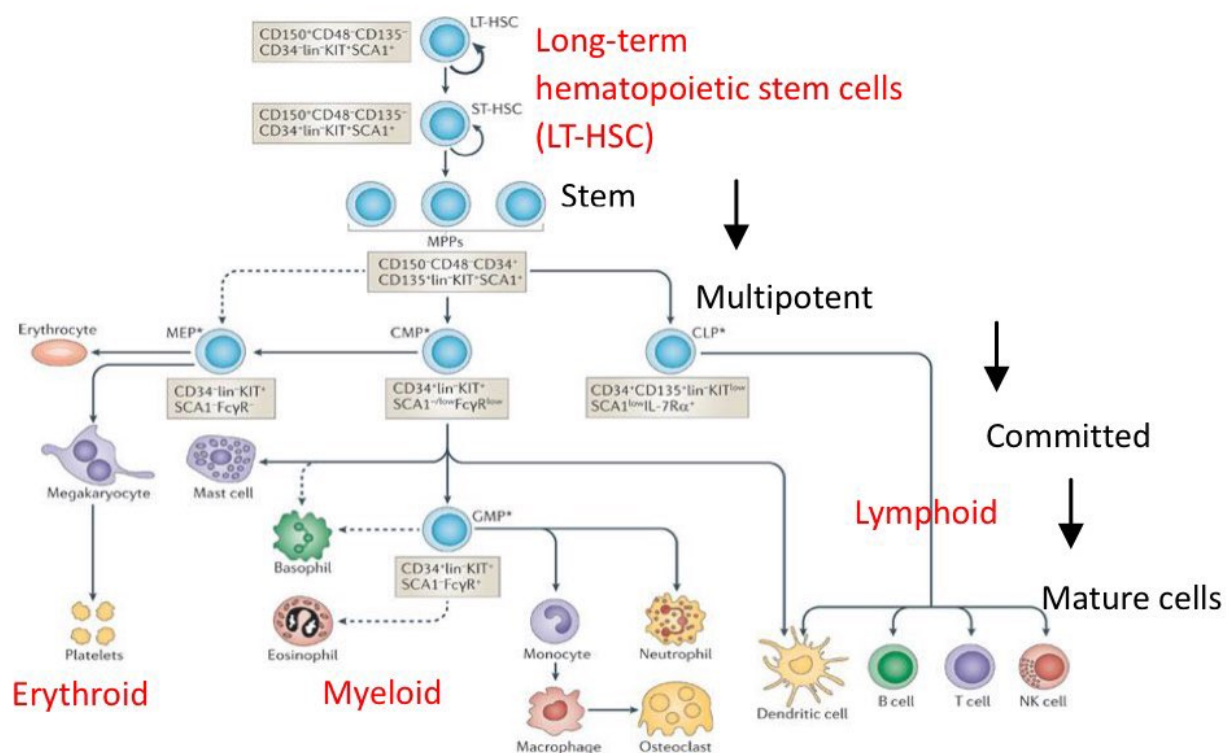 LT-HSC
CD150⁺CD48⁻CD135⁻
CD34⁻lin⁻KIT⁺SCA1⁺
Long-term
hematopoietic stem cells
(LT-HSC)
ST-HSC
CD150⁺CD48⁻CD135⁻
CD34⁺lin⁻KIT⁺SCA1⁺
Stem
MPPs
CD150⁻CD48⁻CD34⁺
CD135⁺lin⁻KIT⁺SCA1⁺
Multipotent
Erythrocyte
MEP*
CMP*
CLP*
CD34⁻lin⁻KIT⁺
SCA1⁻FcγR⁻
CD34⁺lin⁻KIT⁺
SCA1⁻/ˡᵒʷFcγRˡᵒʷ
CD34⁺CD135⁺lin⁻KITˡᵒʷ
SCA1ˡᵒʷIL-7Rα⁺
Committed
Megakaryocyte
Mast cell
Lymphoid
GMP*
Basophil
CD34⁺lin⁻KIT⁺
SCA1⁻FcγR⁺
Mature cells
Platelets
Eosinophil
Monocyte
Neutrophil
Dendritic cell
B cell
T cell
NK cell
Erythroid
Myeloid
Macrophage
Osteoclast